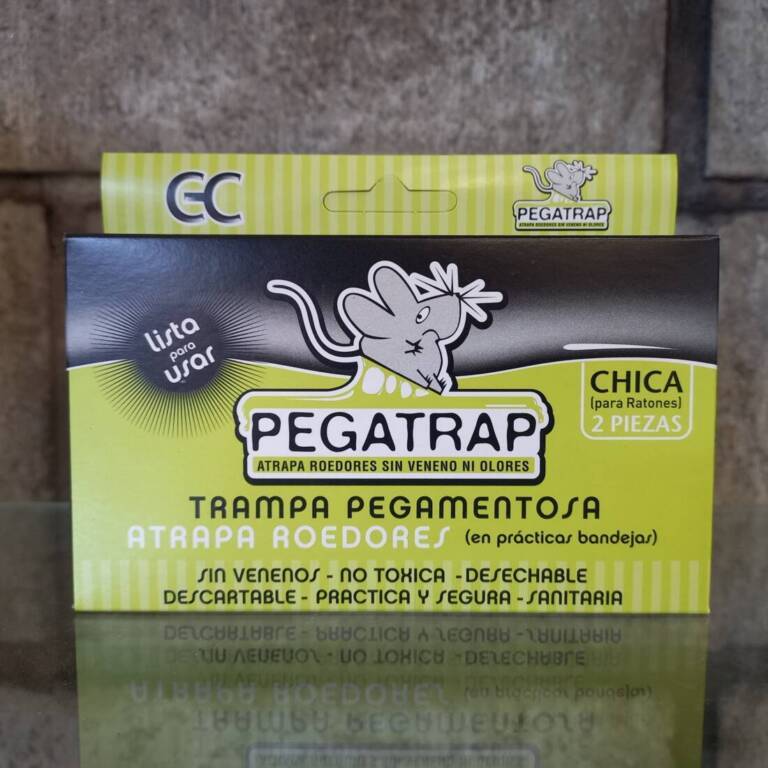 GC
PEGATRAP
ATRAPA ROEDORES SIN VENENO NI OLORES
lista
para
usar
CHICA
(para Ratones)
2 PIEZAS
PEGATRAP
ATRAPA ROEDORES SIN VENENO NI OLORES
TRAMPA PEGAMENTOSA
ATRAPA ROEDORES (en prácticas bandejas)
SIN VENENOS - NO TOXICA - DESECHABLE
DESCARTABLE - PRACTICA Y SEGURA - SANITARIA